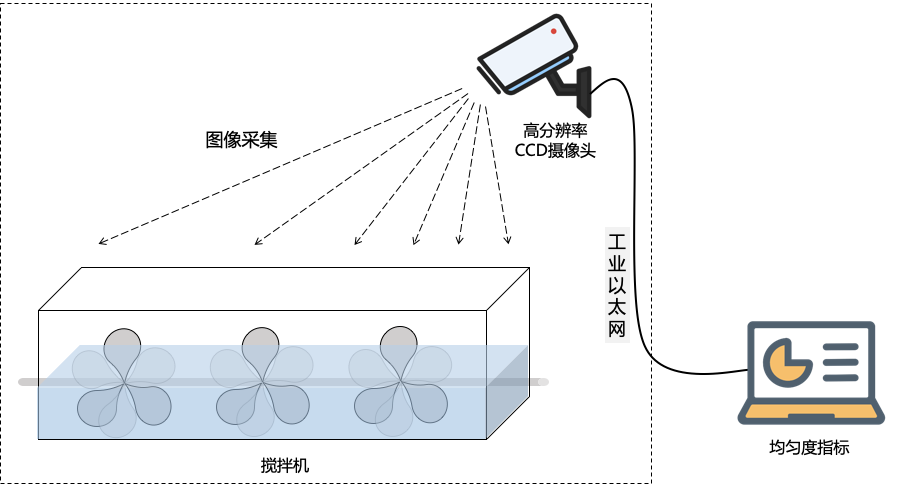 高分辨率
CCD摄像头
图像采集
工业以太网
搅拌机
均匀度指标